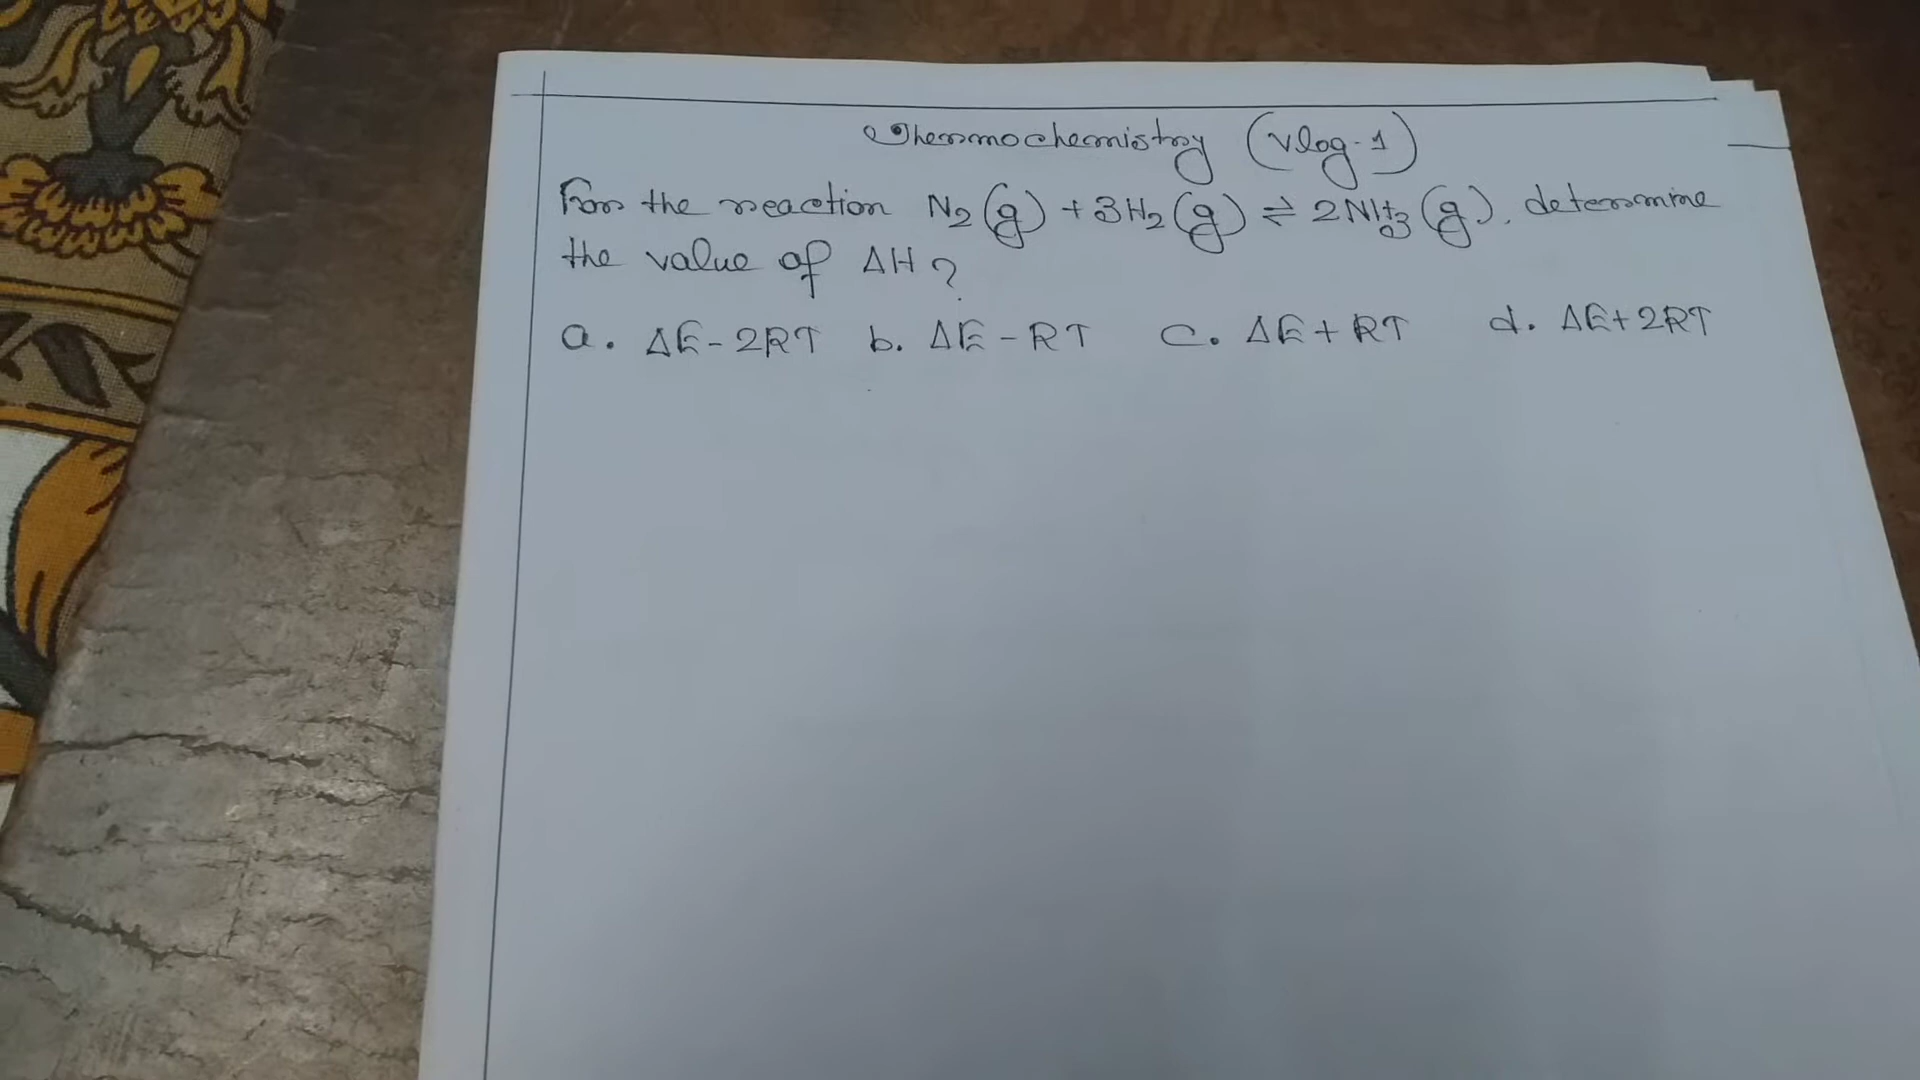 Thermochemistry (vlog-1)
For the reaction N₂(g) + 3H₂(g) ⇌ 2NH₃(g). determine
the value of ΔH?
a. ΔE - 2RT b. ΔE - RT c. ΔE + RT d. ΔE + 2RT